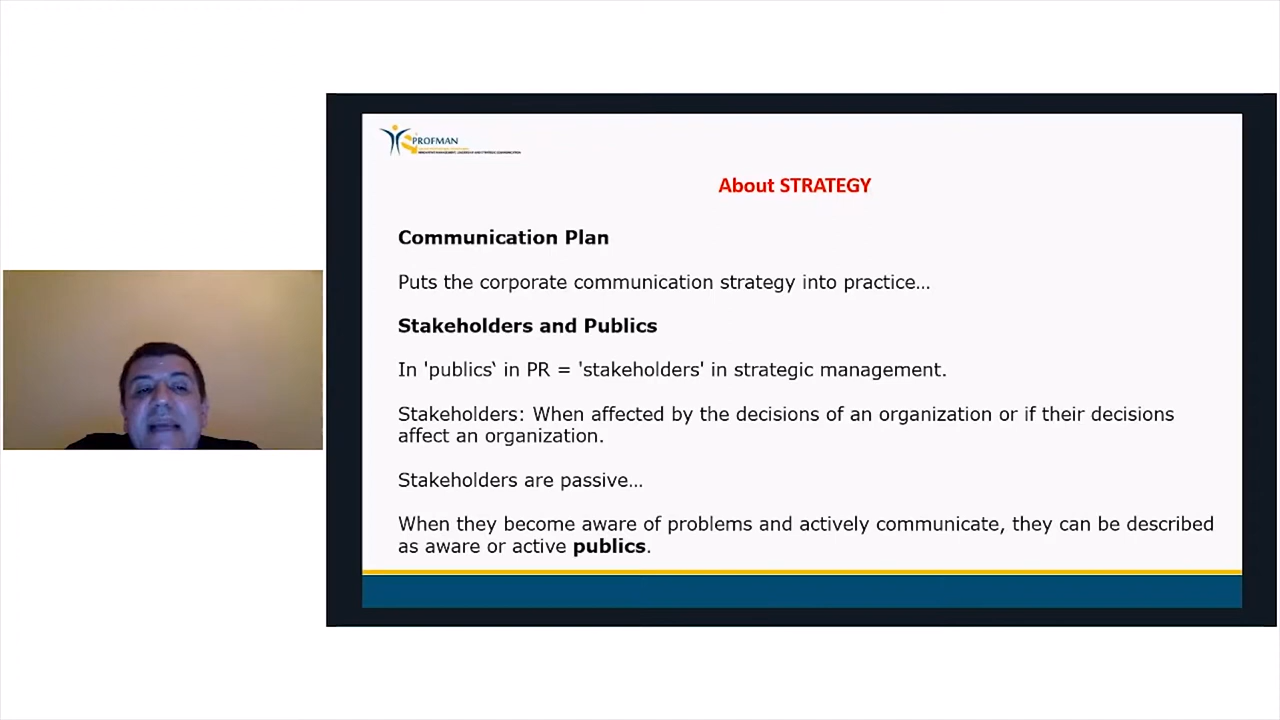 PROFMAN
About STRATEGY
Communication Plan
Puts the corporate communication strategy into practice…
Stakeholders and Publics
In 'publics‘ in PR = 'stakeholders' in strategic management.
Stakeholders: When affected by the decisions of an organization or if their decisions
affect an organization.
Stakeholders are passive…
When they become aware of problems and actively communicate, they can be described
as aware or active publics.